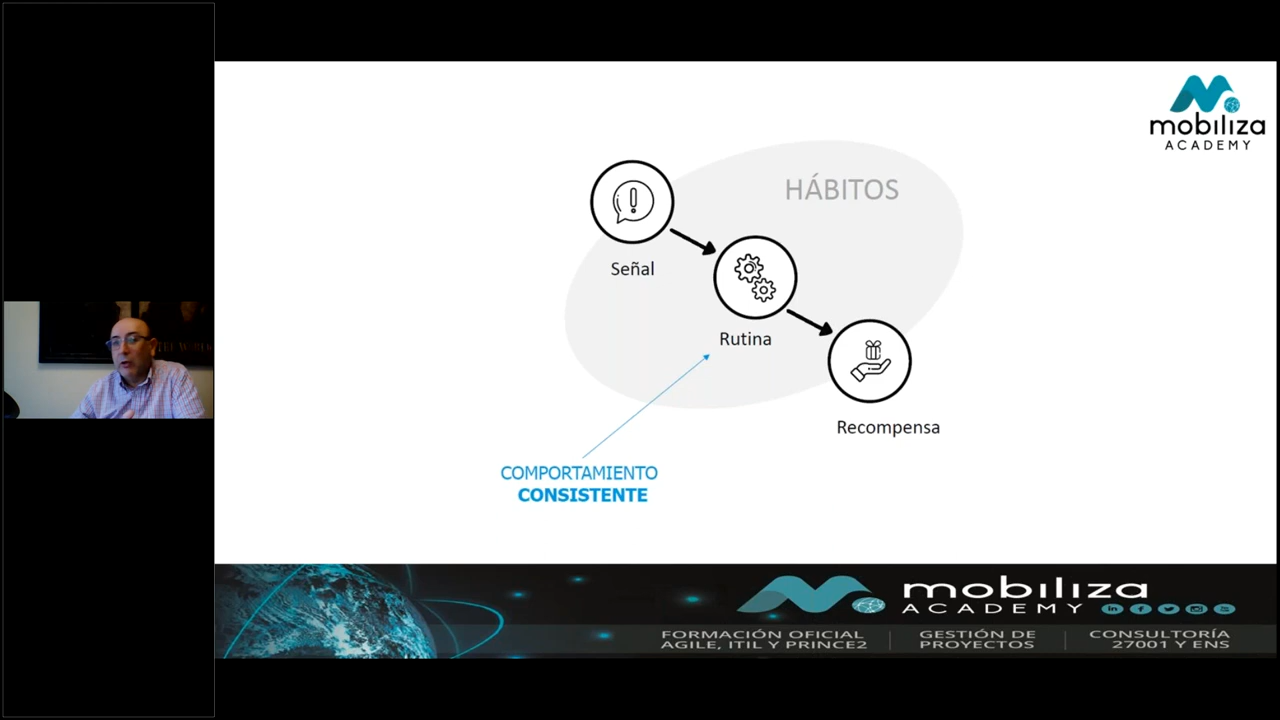 mobiliza
ACADEMY
HÁBITOS
Señal
Rutina
Recompensa
COMPORTAMIENTO
CONSISTENTE
mobiliza
ACADEMY
FORMACIÓN OFICIAL
AGILE, ITIL Y PRINCE2
GESTIÓN DE
PROYECTOS
CONSULTORÍA
27001 Y ENS